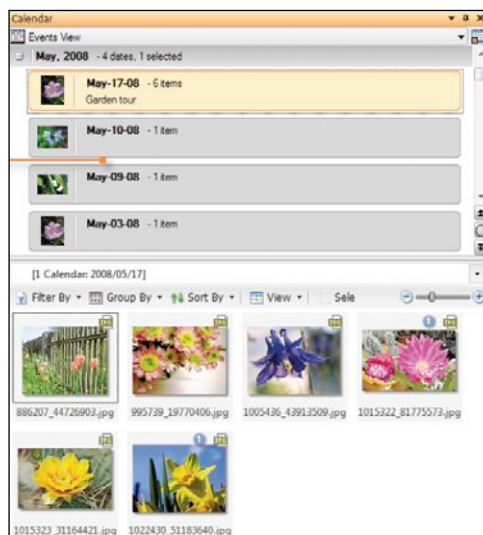 Calendar
Events View
May, 2008 - 4 dates, 1 selected
May-17-08 - 6 items
Garden tour
May-10-08 - 1 item
May-09-08 - 1 item
May-03-08 - 1 item
[1 Calendar: 2008/05/17]
Filter By Group By Sort By View Sele
1
886207_44726903.jpg 995739_19770406.jpg 1005436_43913509.jpg 1015322_81775573.jpg
1
1015323_31164421.jpg 1022430_51183640.jpg